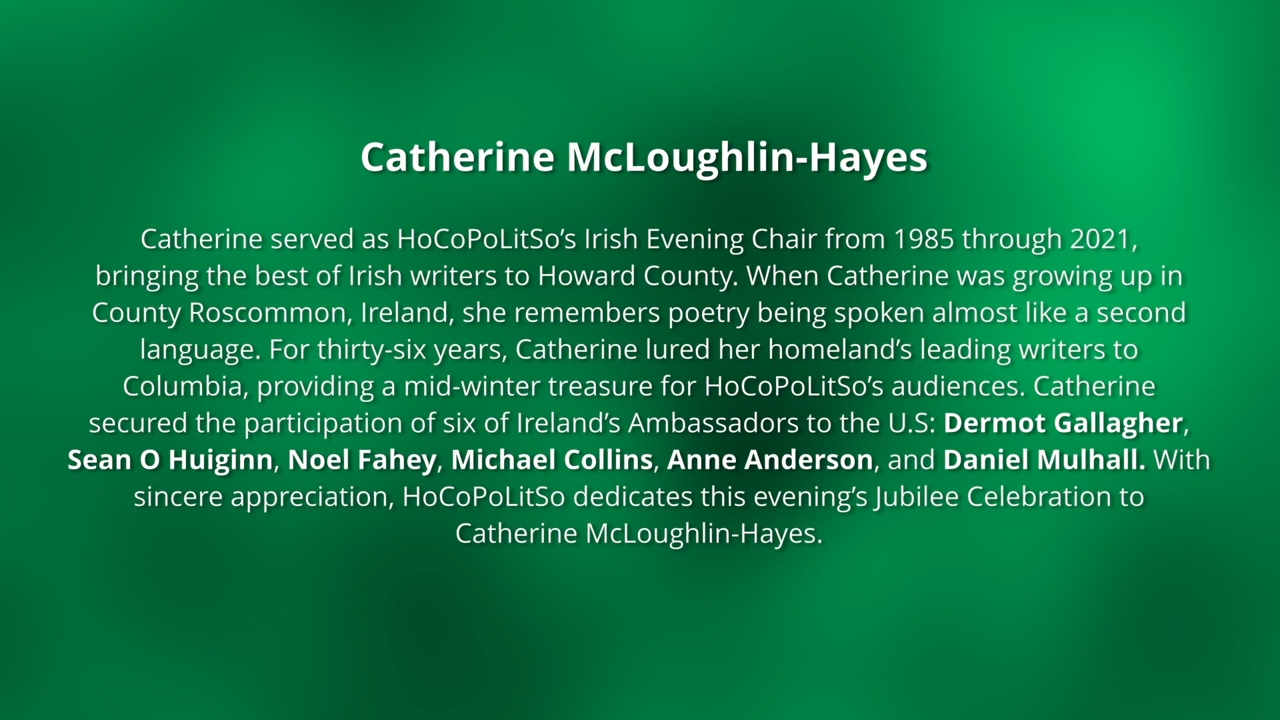 Catherine McLoughlin-Hayes
Catherine served as HoCoPoLitSo’s Irish Evening Chair from 1985 through 2021,
bringing the best of Irish writers to Howard County. When Catherine was growing up in
County Roscommon, Ireland, she remembers poetry being spoken almost like a second
language. For thirty-six years, Catherine lured her homeland’s leading writers to
Columbia, providing a mid-winter treasure for HoCoPoLitSo’s audiences. Catherine
secured the participation of six of Ireland’s Ambassadors to the U.S: Dermot Gallagher,
Sean O Huiginn, Noel Fahey, Michael Collins, Anne Anderson, and Daniel Mulhall. With
sincere appreciation, HoCoPoLitSo dedicates this evening’s Jubilee Celebration to
Catherine McLoughlin-Hayes.